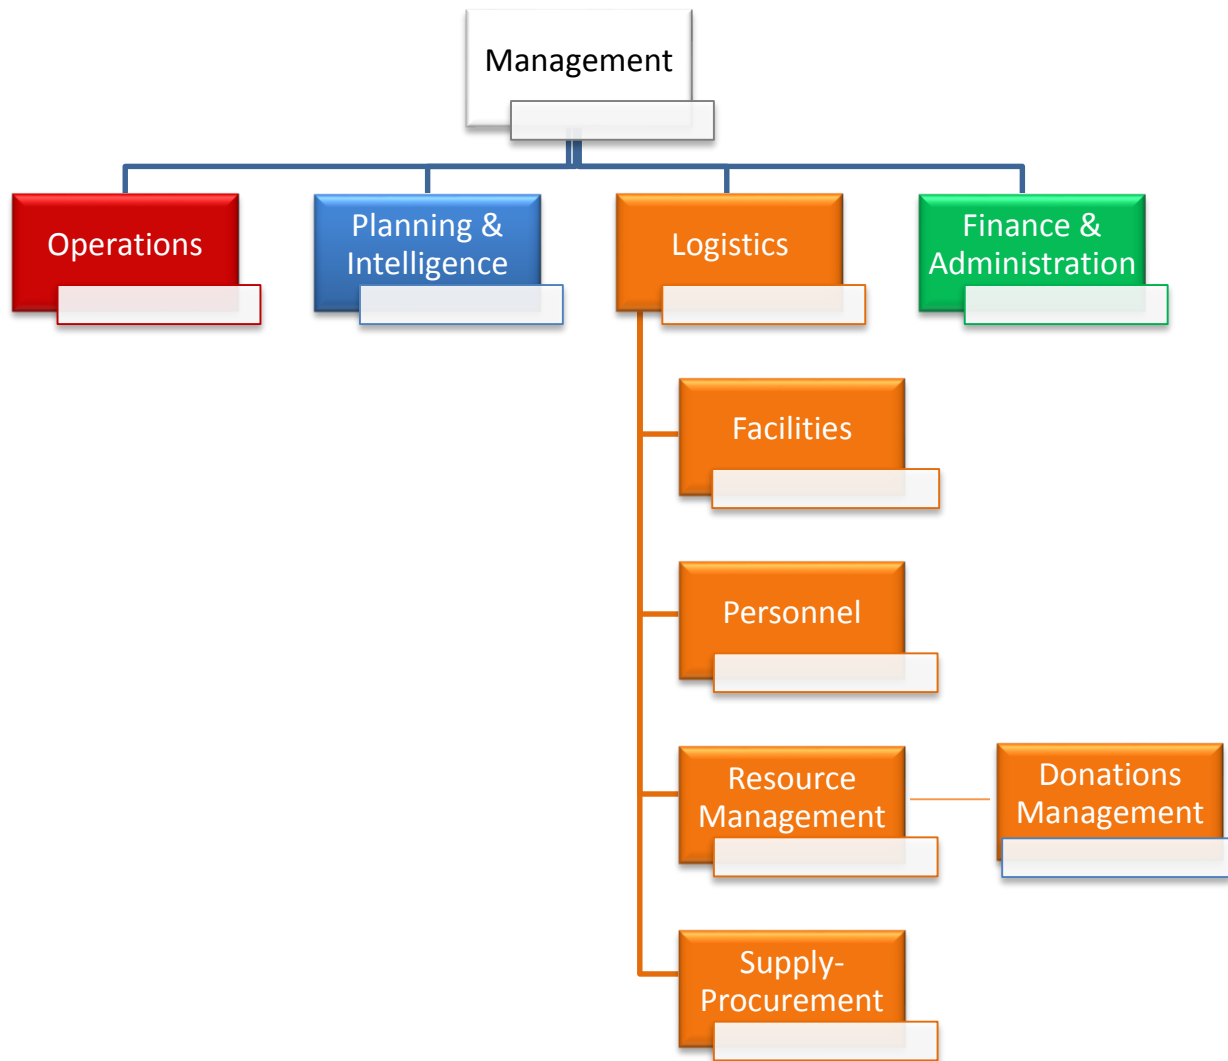 Management
Operations
Planning &
Intelligence
Logistics
Finance &
Administration
Facilities
Personnel
Resource
Management
Donations
Management
Supply-
Procurement